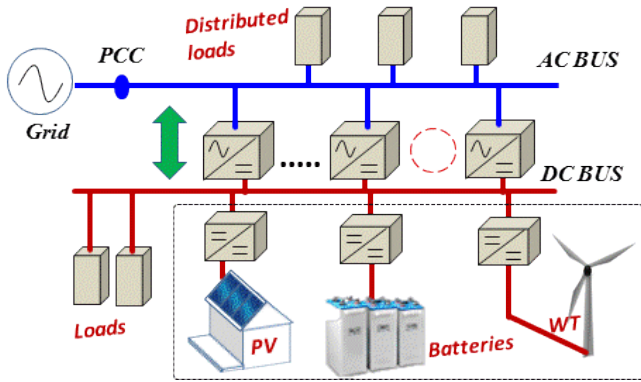 Distributed
loads
PCC
AC BUS
Grid
DC BUS
Loads
PV
Batteries
WT